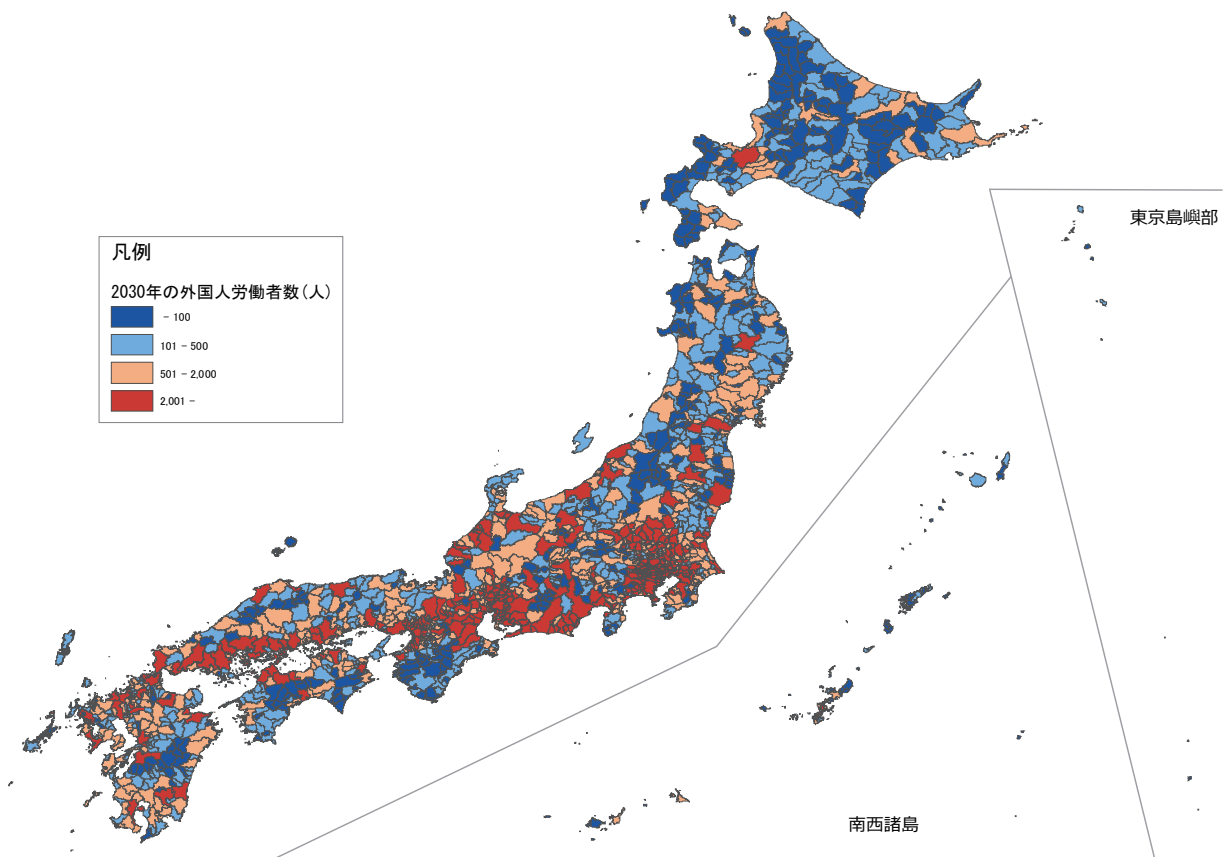 東京島嶼部
凡例
2030年の外国人労働者数(人)
- 100
101 - 500
501 - 2,000
2,001 -
南西諸島